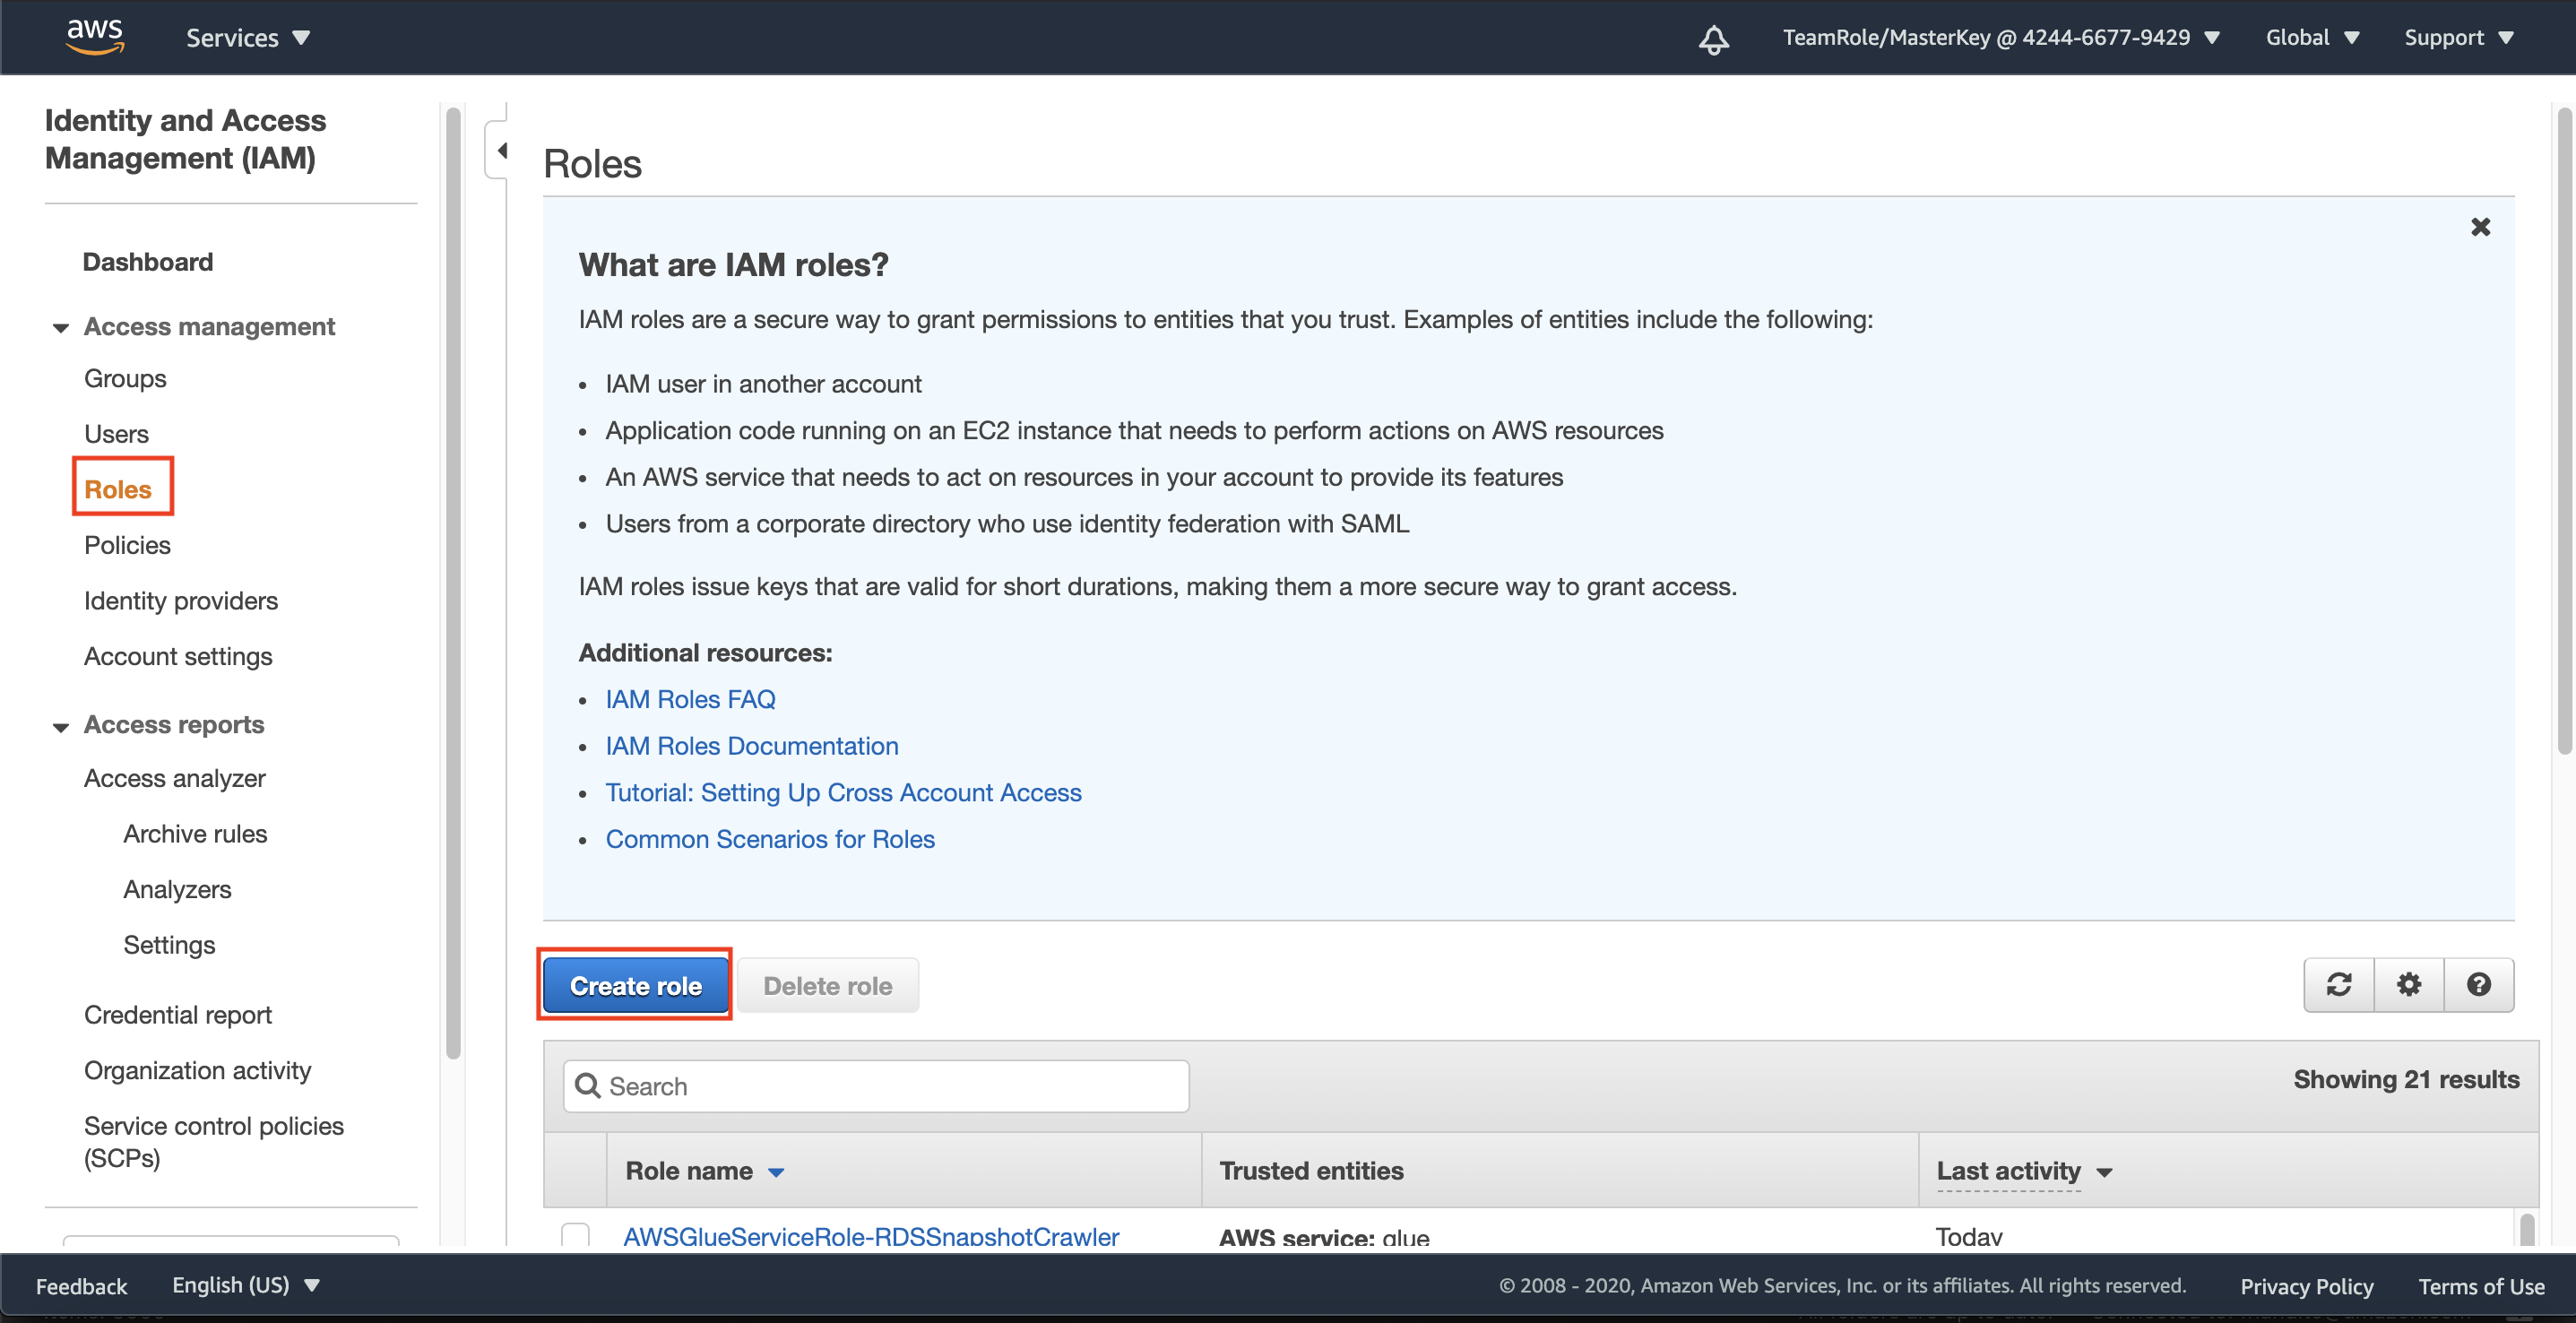 aws
Services
TeamRole/MasterKey @ 4244-6677-9429
Global
Support
Identity and Access
Management (IAM)
Dashboard
Access management
Groups
Users
Roles
Policies
Identity providers
Account settings
Access reports
Access analyzer
Archive rules
Analyzers
Settings
Credential report
Organization activity
Service control policies
(SCPs)
Roles
What are IAM roles?
IAM roles are a secure way to grant permissions to entities that you trust. Examples of entities include the following:
• IAM user in another account
• Application code running on an EC2 instance that needs to perform actions on AWS resources
• An AWS service that needs to act on resources in your account to provide its features
• Users from a corporate directory who use identity federation with SAML
IAM roles issue keys that are valid for short durations, making them a more secure way to grant access.
Additional resources:
• IAM Roles FAQ
• IAM Roles Documentation
• Tutorial: Setting Up Cross Account Access
• Common Scenarios for Roles
Create role
Delete role
Search
Showing 21 results
Role name
Trusted entities
Last activity
AWSGlueServiceRole-RDSSnapshotCrawler
AWS service: glue
Today
Feedback
English (US)
© 2008 - 2020, Amazon Web Services, Inc. or its affiliates. All rights reserved.
Privacy Policy
Terms of Use